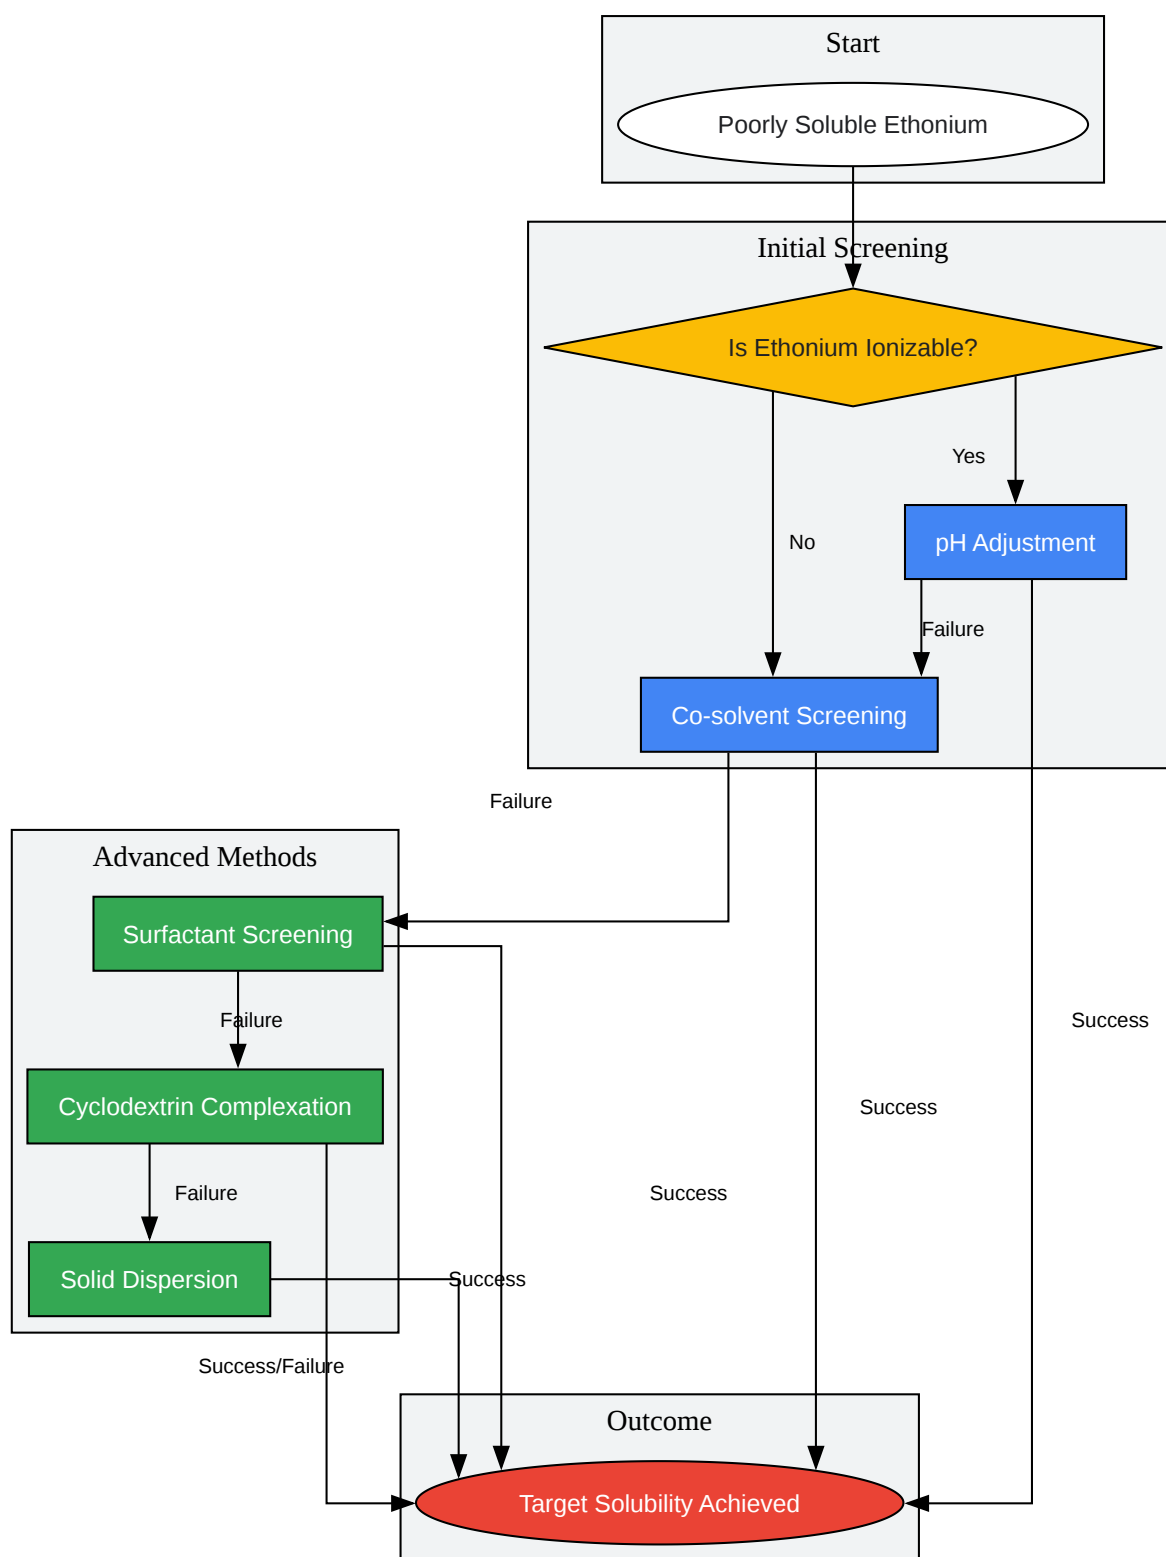 Start
Poorly Soluble Ethonium
Initial Screening
Is Ethonium Ionizable?
Yes
No
pH Adjustment
Failure
Co-solvent Screening
Failure
Advanced Methods
Surfactant Screening
Failure
Success
Cyclodextrin Complexation
Success
Failure
Success
Solid Dispersion
Success
Success/Failure
Outcome
Target Solubility Achieved